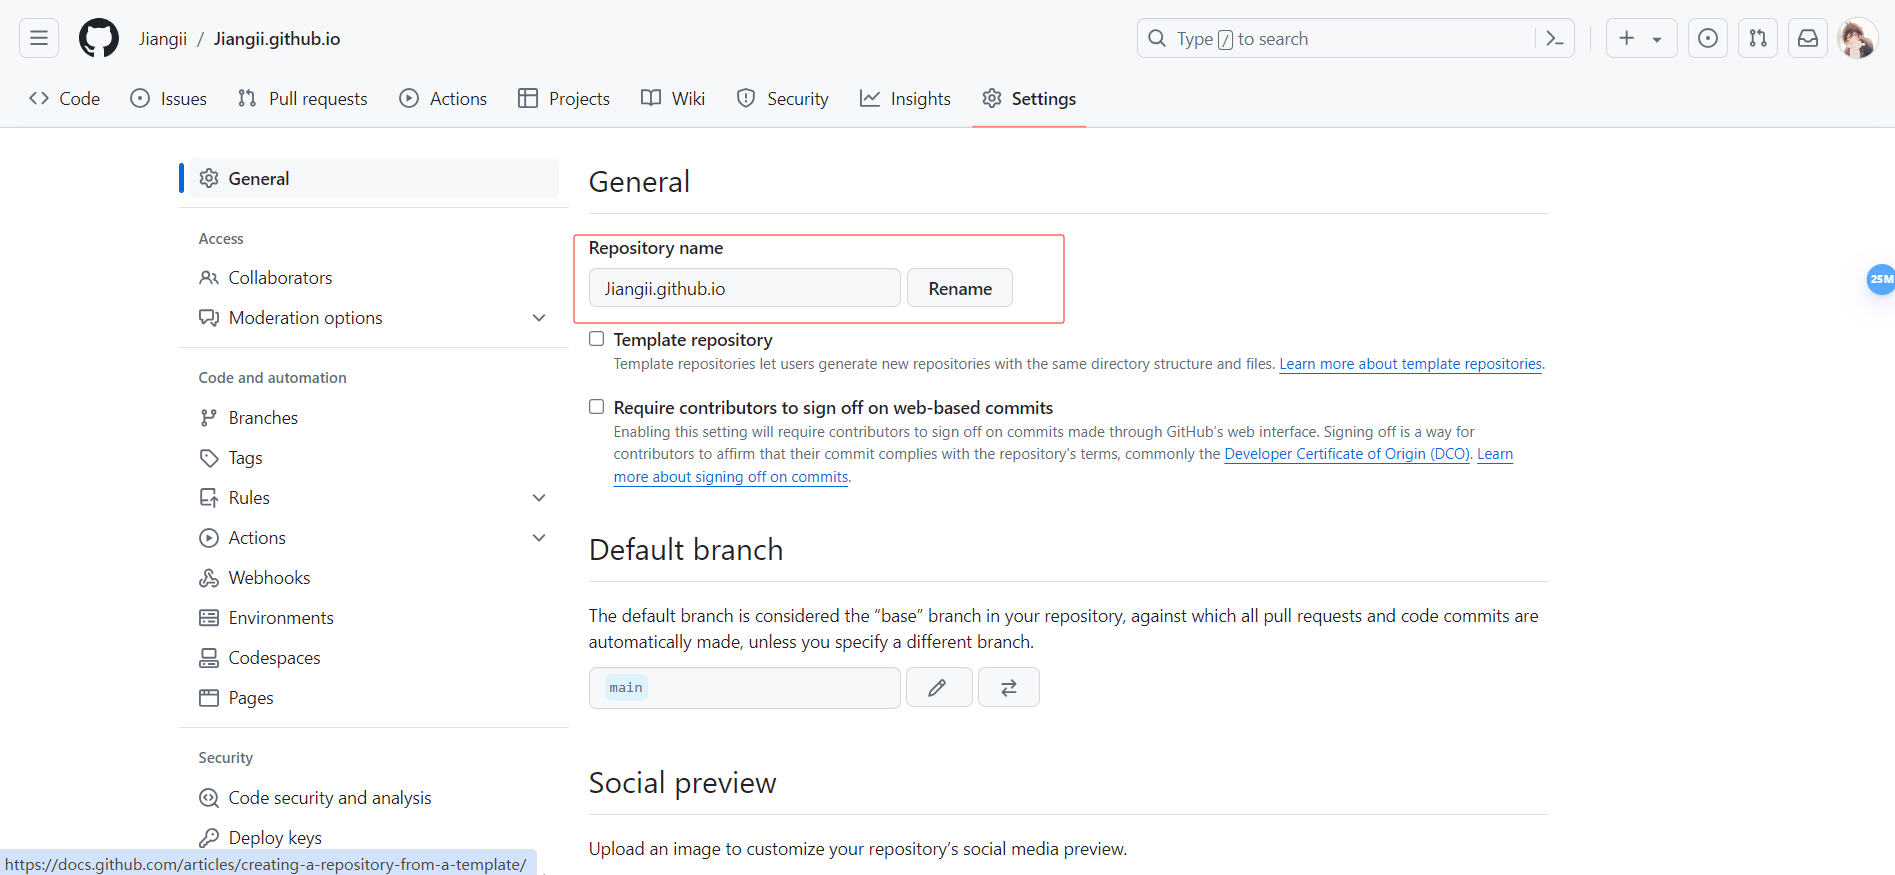 Jiangii / Jiangii.github.io
Type / to search
Code Issues Pull requests Actions Projects Wiki Security Insights Settings
General
Access
Collaborators
Moderation options
Code and automation
Branches
Tags
Rules
Actions
Webhooks
Environments
Codespaces
Pages
Security
Code security and analysis
Deploy keys
https://docs.github.com/articles/creating-a-repository-from-a-template/
General
Repository name
Jiangii.github.io Rename
Template repository
Template repositories let users generate new repositories with the same directory structure and files. Learn more about template repositories.
Require contributors to sign off on web-based commits
Enabling this setting will require contributors to sign off on commits made through GitHub’s web interface. Signing off is a way for
contributors to affirm that their commit complies with the repository's terms, commonly the Developer Certificate of Origin (DCO). Learn
more about signing off on commits.
Default branch
The default branch is considered the “base” branch in your repository, against which all pull requests and code commits are
automatically made, unless you specify a different branch.
main
Social preview
Upload an image to customize your repository’s social media preview.
25M